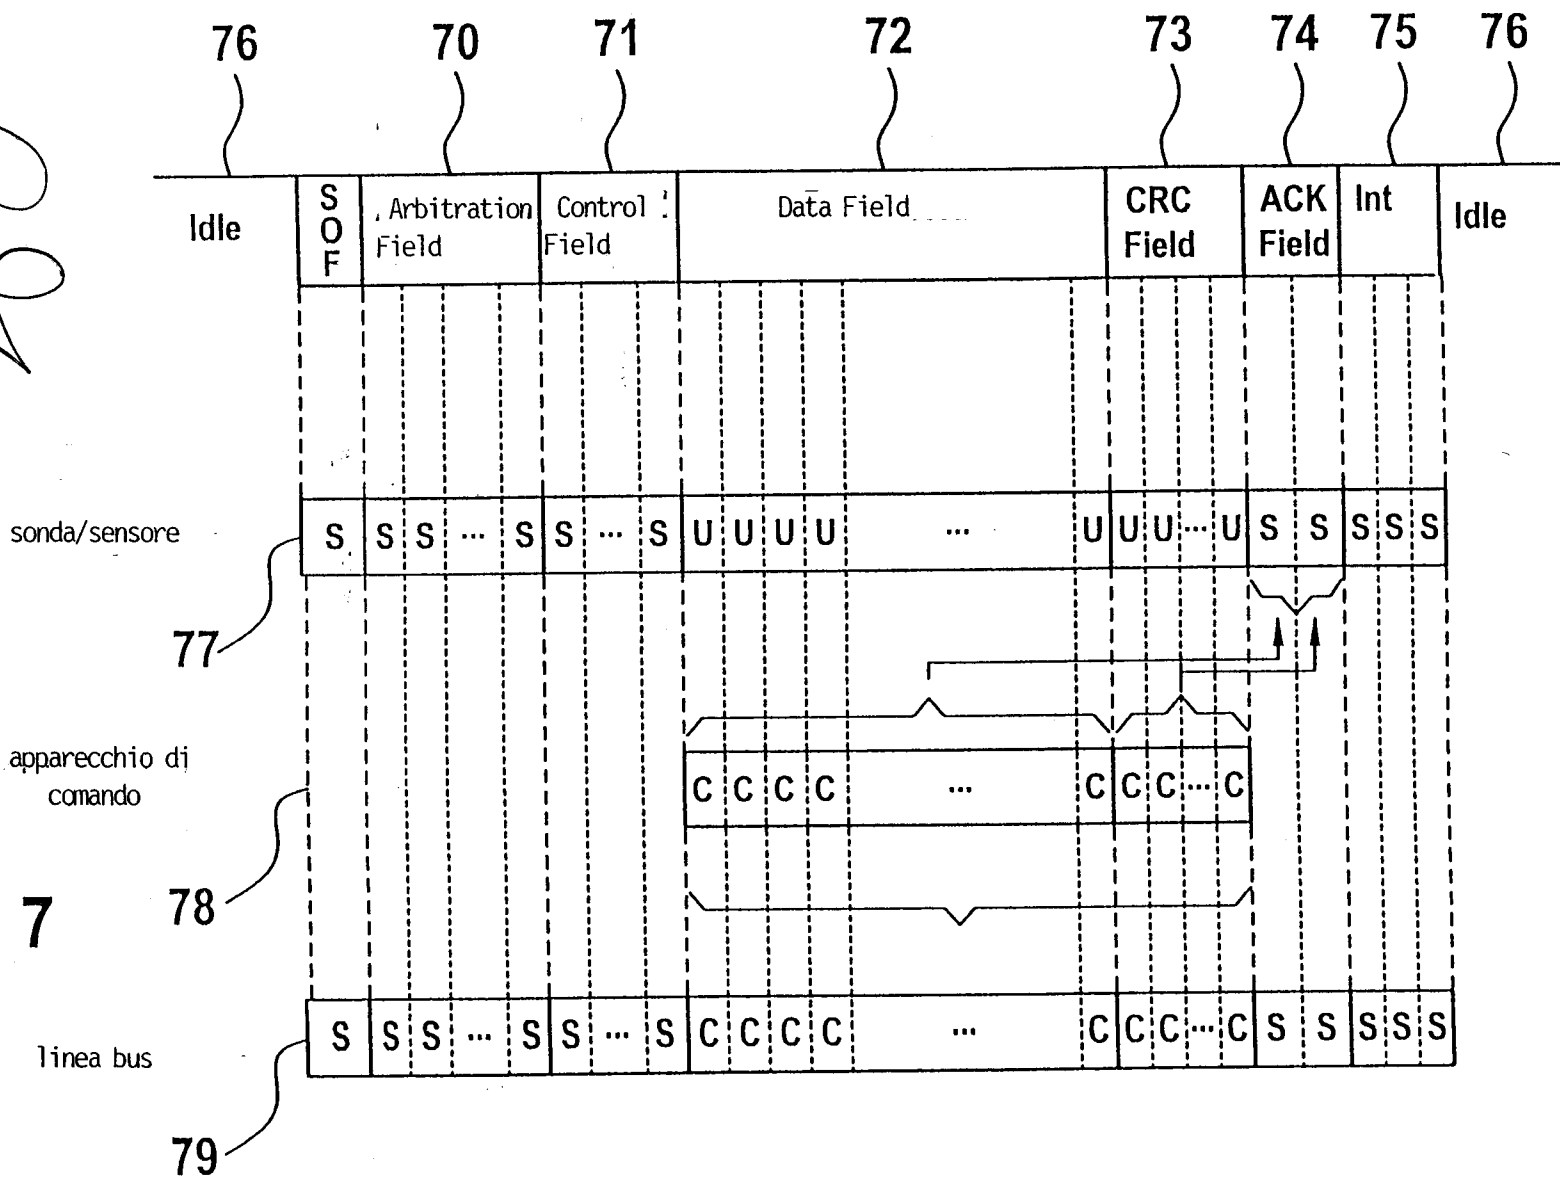 76 70 71 72 73 74 75 76
Idle SOF Arbitration Control Data Field CRC ACK Int Idle
Field Field Field Field
sonda/sensore S S S ... S S ... S U U U U ... U U U ... U S S S S S
77
apparecchio di
comando
C C C C ... C C C ... C
78
7
linea bus S S S ... S S ... S C C C C ... C C C ... C S S S S S
79